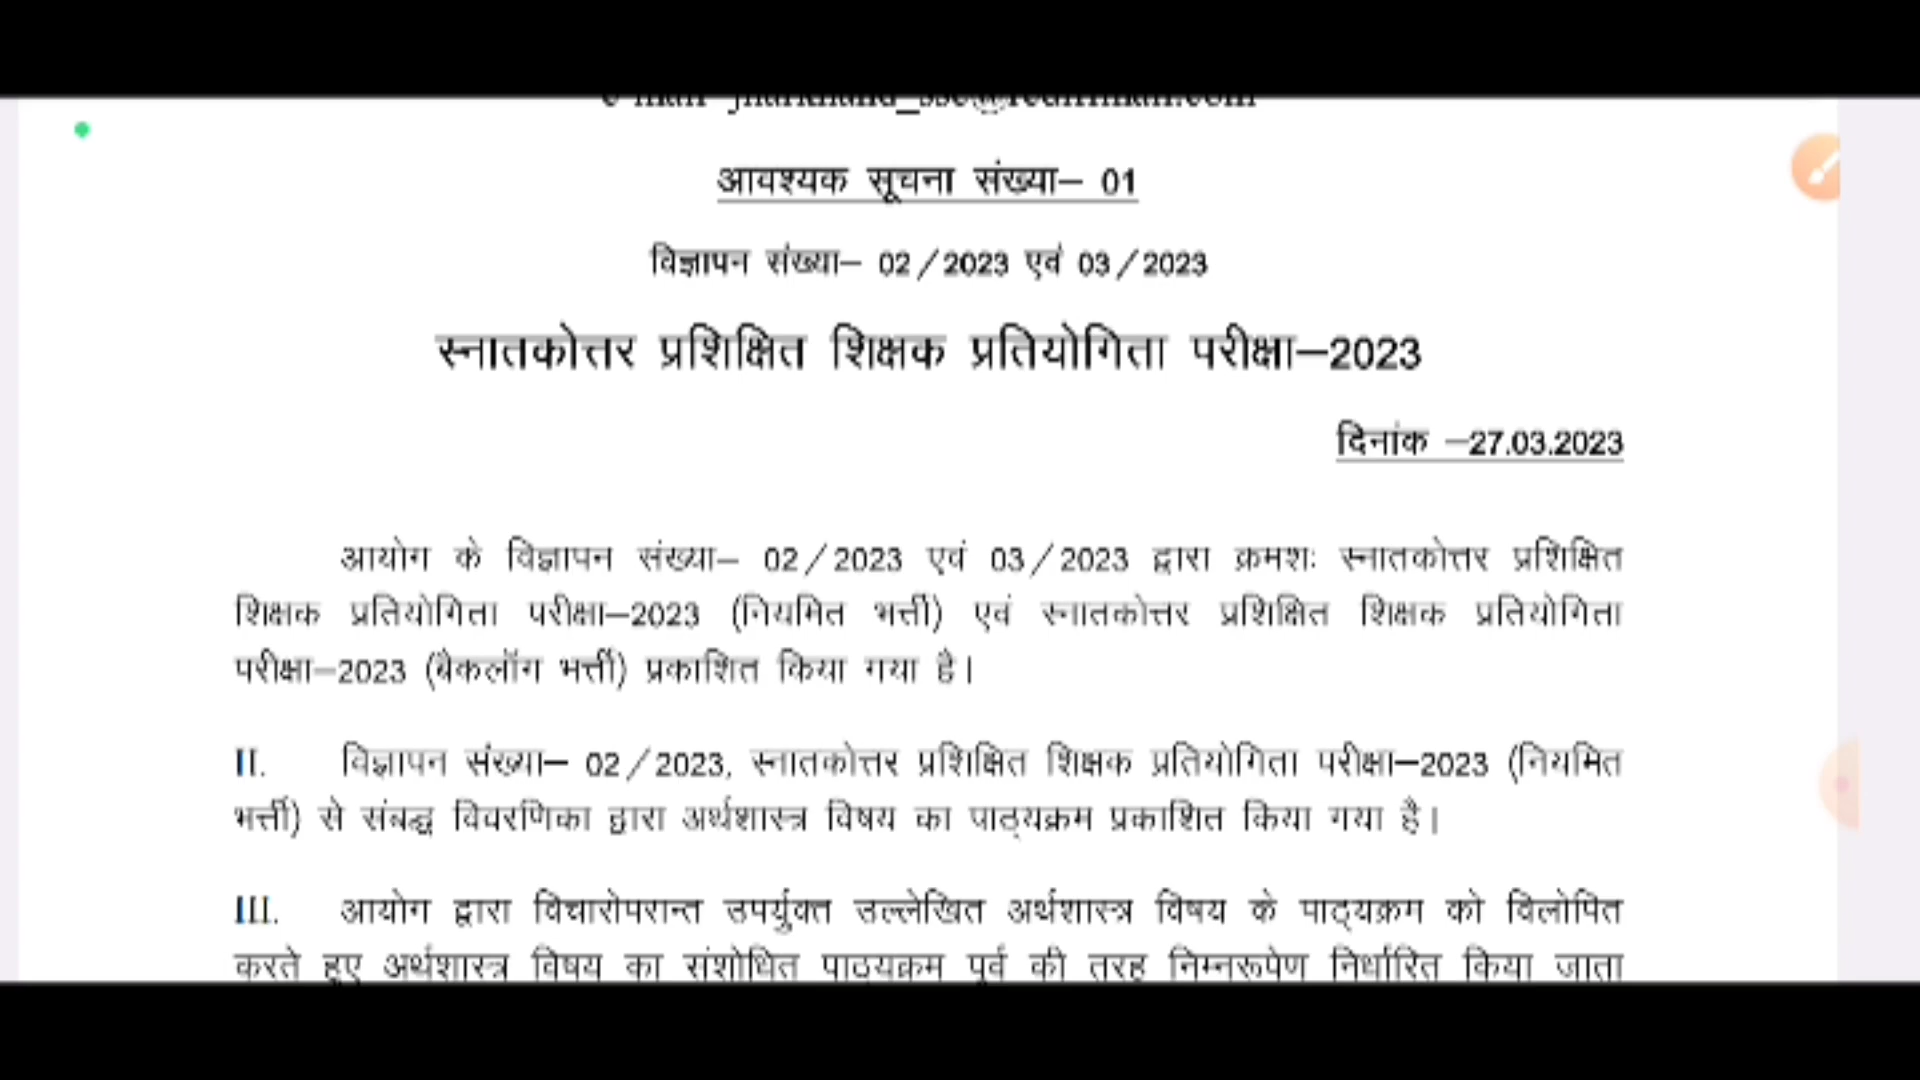 e-mail- jharkhand_ssc@rediffmail.com
आवश्यक सूचना संख्या– 01
विज्ञापन संख्या– 02/2023 एवं 03/2023
स्नातकोत्तर प्रशिक्षित शिक्षक प्रतियोगिता परीक्षा–2023
दिनांक –27.03.2023
आयोग के विज्ञापन संख्या– 02/2023 एवं 03/2023 द्वारा क्रमशः स्नातकोत्तर प्रशिक्षित
शिक्षक प्रतियोगिता परीक्षा–2023 (नियमित भर्त्ती) एवं स्नातकोत्तर प्रशिक्षित शिक्षक प्रतियोगिता
परीक्षा–2023 (बैकलॉग भर्त्ती) प्रकाशित किया गया है।
II. विज्ञापन संख्या– 02/2023, स्नातकोत्तर प्रशिक्षित शिक्षक प्रतियोगिता परीक्षा–2023 (नियमित
भर्त्ती) से संबद्ध विवरणिका द्वारा अर्थशास्त्र विषय का पाठ्यक्रम प्रकाशित किया गया है।
III. आयोग द्वारा विचारोपरान्त उपर्युक्त उल्लेखित अर्थशास्त्र विषय के पाठ्यक्रम को विलोपित
करते हुए अर्थशास्त्र विषय का संशोधित पाठ्यक्रम पूर्व की तरह निम्नरूपेण निर्धारित किया जाता